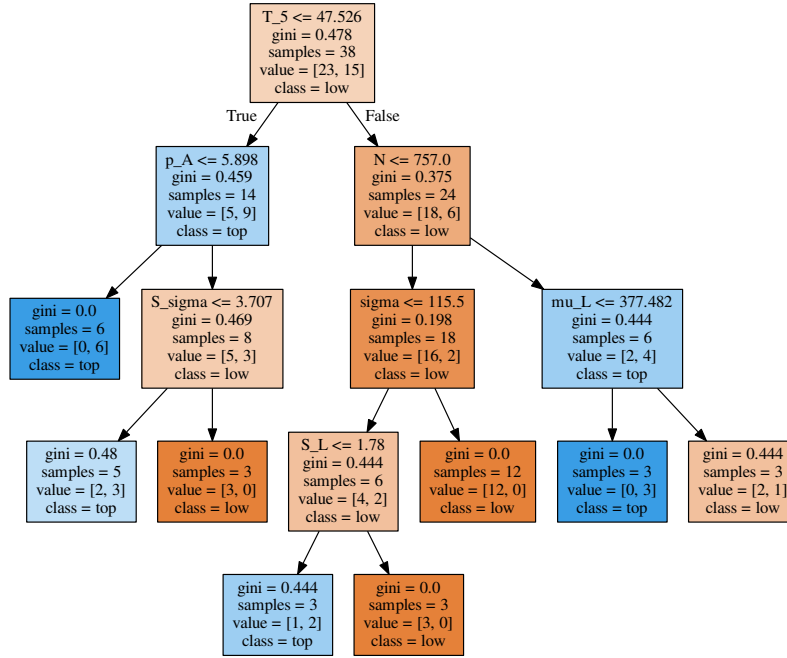 T_5 <= 47.526
gini = 0.478
samples = 38
value = [23, 15]
class = low
True
False
p_A <= 5.898
gini = 0.459
samples = 14
value = [5, 9]
class = top
N <= 757.0
gini = 0.375
samples = 24
value = [18, 6]
class = low
gini = 0.0
samples = 6
value = [0, 6]
class = top
S_sigma <= 3.707
gini = 0.469
samples = 8
value = [5, 3]
class = low
sigma <= 115.5
gini = 0.198
samples = 18
value = [16, 2]
class = low
mu_L <= 377.482
gini = 0.444
samples = 6
value = [2, 4]
class = top
gini = 0.48
samples = 5
value = [2, 3]
class = top
gini = 0.0
samples = 3
value = [3, 0]
class = low
S_L <= 1.78
gini = 0.444
samples = 6
value = [4, 2]
class = low
gini = 0.0
samples = 12
value = [12, 0]
class = low
gini = 0.0
samples = 3
value = [0, 3]
class = top
gini = 0.444
samples = 3
value = [2, 1]
class = low
gini = 0.444
samples = 3
value = [1, 2]
class = top
gini = 0.0
samples = 3
value = [3, 0]
class = low